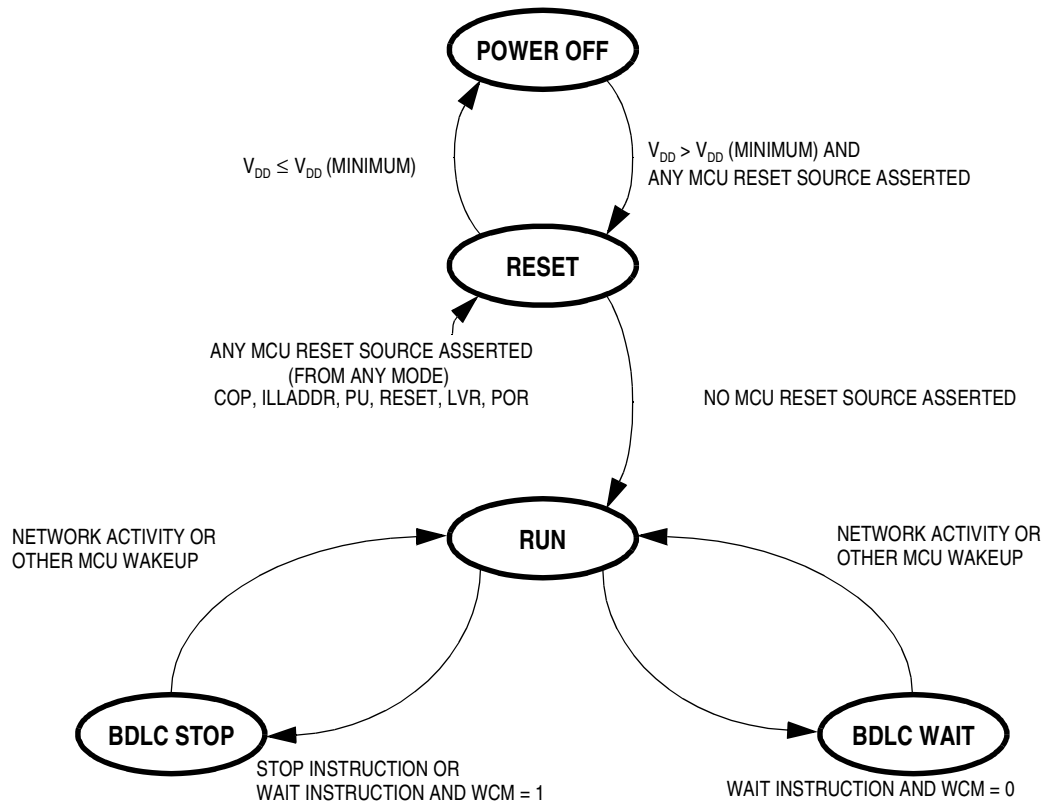 POWER OFF
V_DD ≤ V_DD (MINIMUM)
V_DD > V_DD (MINIMUM) AND
ANY MCU RESET SOURCE ASSERTED
RESET
ANY MCU RESET SOURCE ASSERTED
(FROM ANY MODE)
COP, ILLADDR, PU, RESET, LVR, POR
NO MCU RESET SOURCE ASSERTED
NETWORK ACTIVITY OR
OTHER MCU WAKEUP
RUN
NETWORK ACTIVITY OR
OTHER MCU WAKEUP
BDLC STOP
BDLC WAIT
STOP INSTRUCTION OR
WAIT INSTRUCTION AND WCM = 1
WAIT INSTRUCTION AND WCM = 0